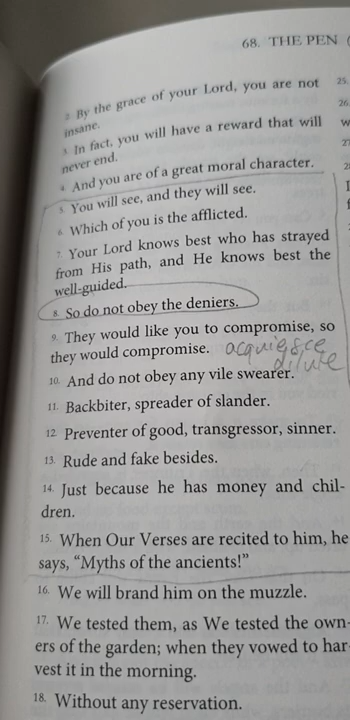 68. THE PEN (
2. By the grace of your Lord, you are not
insane.
3. In fact, you will have a reward that will
never end.
4. And you are of a great moral character.
5. You will see, and they will see.
6. Which of you is the afflicted.
7. Your Lord knows best who has strayed
from His path, and He knows best the
well-guided.
8. So do not obey the deniers.
9. They would like you to compromise, so
they would compromise. acquiesce
dilute
10. And do not obey any vile swearer.
11. Backbiter, spreader of slander.
12. Preventer of good, transgressor, sinner.
13. Rude and fake besides.
14. Just because he has money and chil-
dren.
15. When Our Verses are recited to him, he
says, “Myths of the ancients!”
16. We will brand him on the muzzle.
17. We tested them, as We tested the own-
ers of the garden; when they vowed to har-
vest it in the morning.
18. Without any reservation.
25.
26.